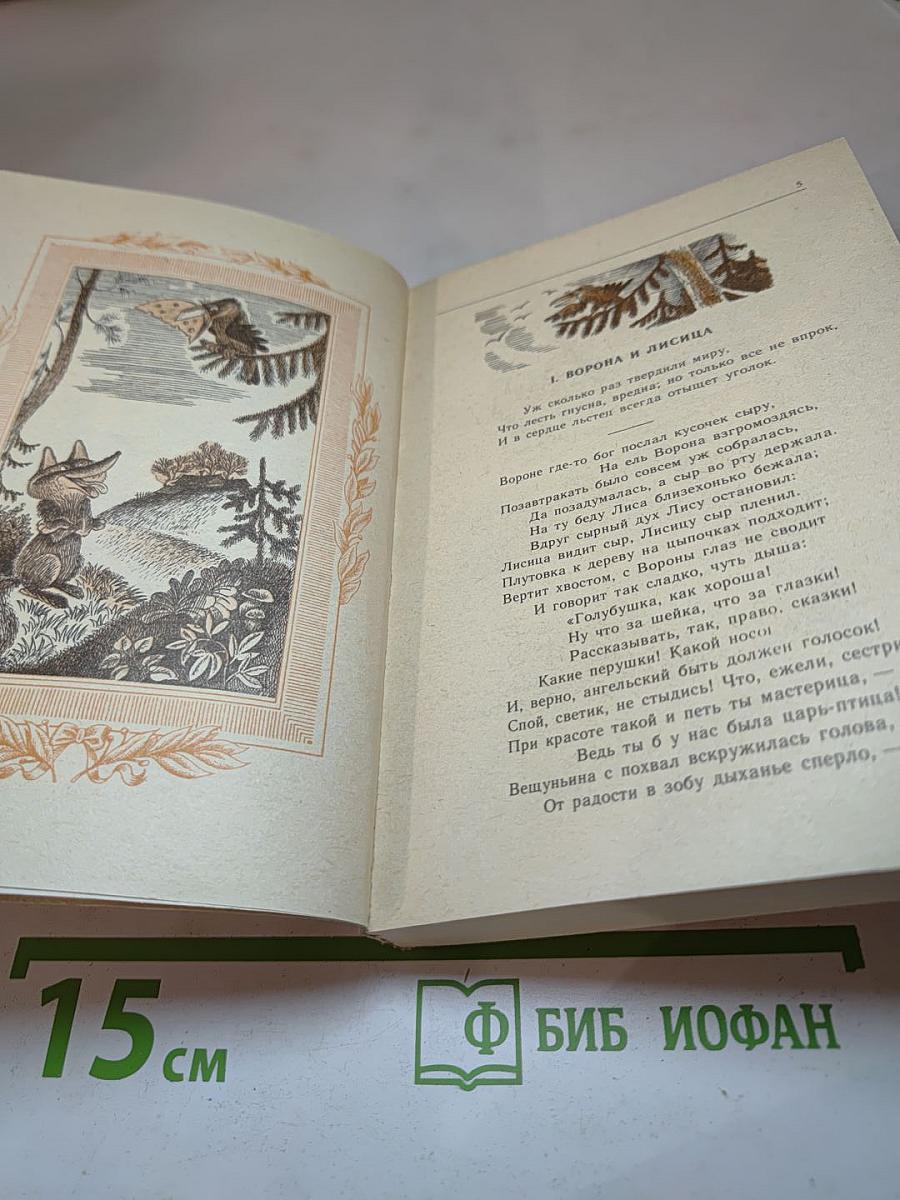 5
I. ВОРОНА И ЛИСИЦА
Уж сколько раз твердили миру,
Что лесть гнусна, вредна; но только все не впрок,
И в сердце льстец всегда отыщет уголок.
Вороне где-то бог послал кусочек сыру,
На ель Ворона взгромоздясь,
Позавтракать было совсем уж собралась,
Да позадумалась, а сыр во рту держала.
На ту беду Лиса близехонько бежала;
Вдруг сырный дух Лису остановил:
Лисица видит сыр, Лисицу сыр пленил.
Плутовка к дереву на цыпочках подходит;
Вертит хвостом, с Вороны глаз не сводит
И говорит так сладко, чуть дыша:
«Голубушка, как хороша!
Ну что за шейка, что за глазки!
Рассказывать, так, право, сказки!
Какие перушки! Какой носо
И, верно, ангельский быть должен голосок!
Спой, светик, не стыдись! Что, ежели, сестри
При красоте такой и петь ты мастерица, —
Ведь ты б у нас была царь-птица!
Вещуньина с похвал вскружилась голова,
От радости в зобу дыханье сперло, —
15 см
Ф БИБ ИОФАН